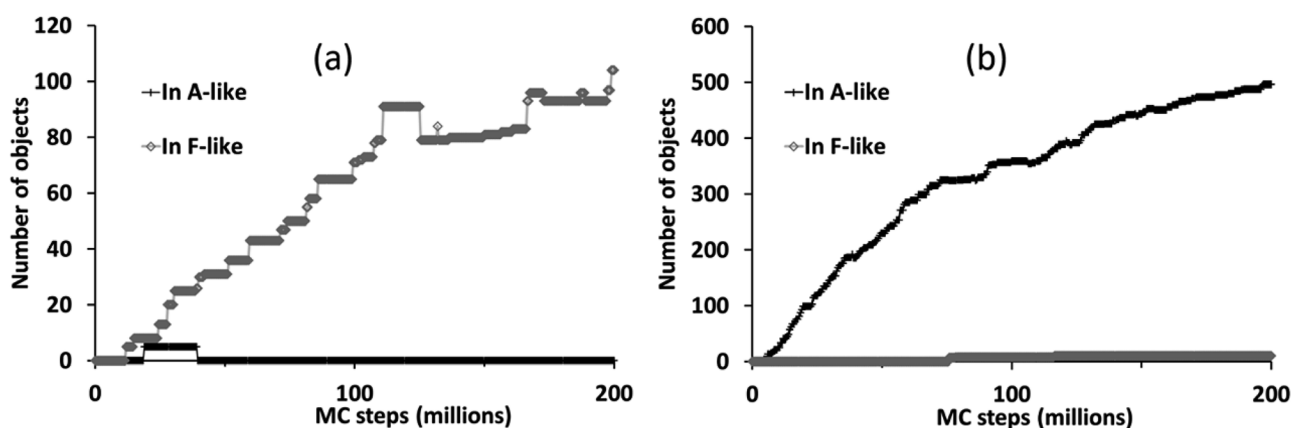 (a)
Number of objects
120
100
80
60
40
20
0
In A-like
In F-like
0 100 200
MC steps (millions)
(b)
Number of objects
600
500
400
300
200
100
0
In A-like
In F-like
0 100 200
MC steps (millions)